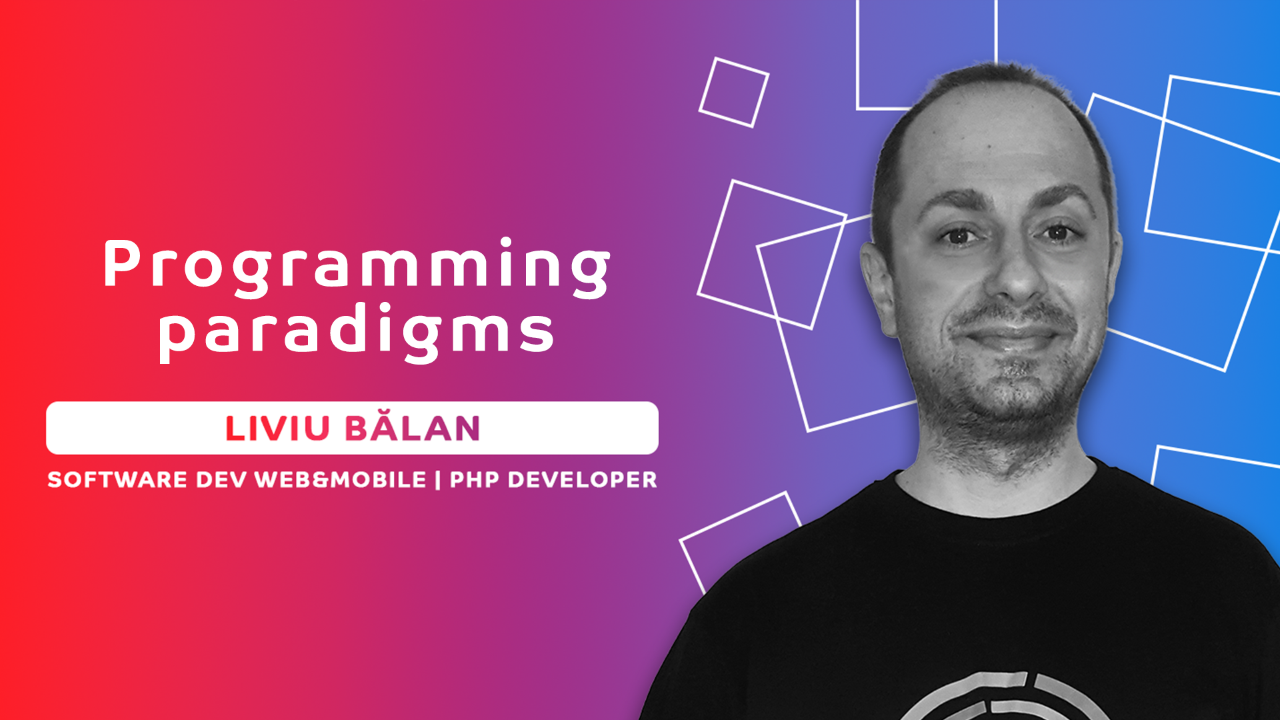 Programming
paradigms
LIVIU BĂLAN
SOFTWARE DEV WEB&MOBILE | PHP DEVELOPER